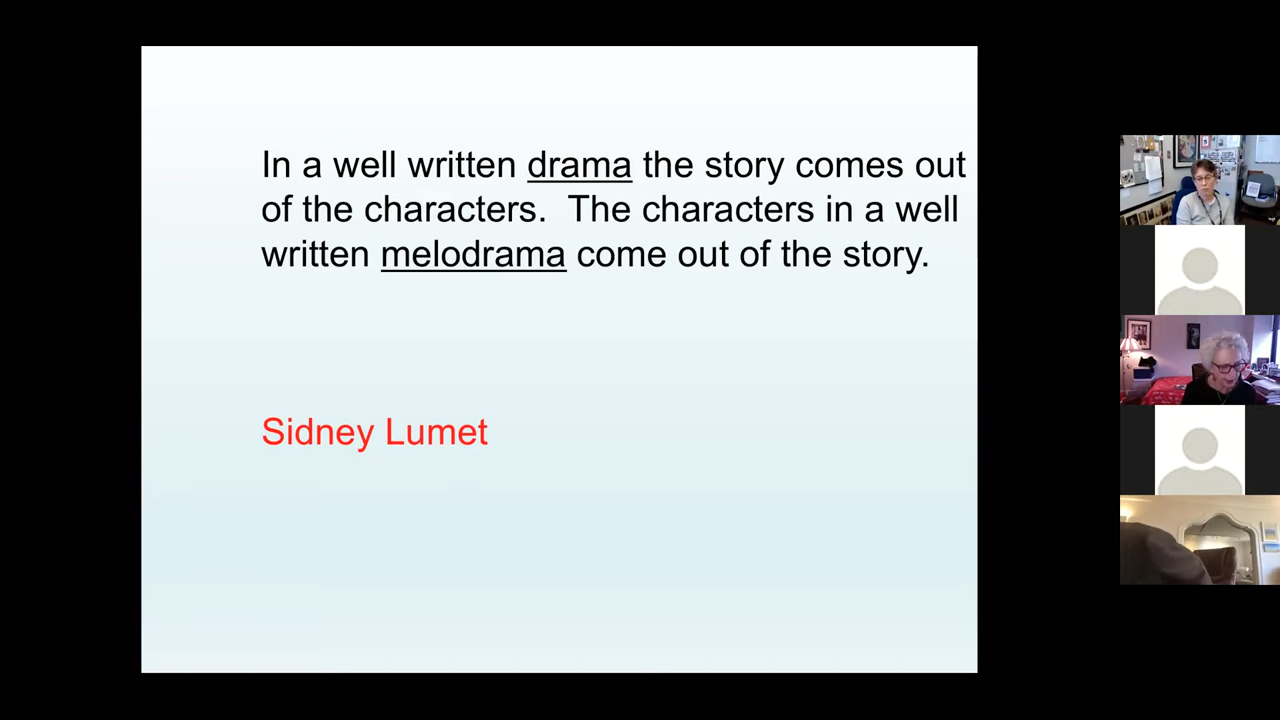 In a well written drama the story comes out
of the characters.  The characters in a well
written melodrama come out of the story.
Sidney Lumet